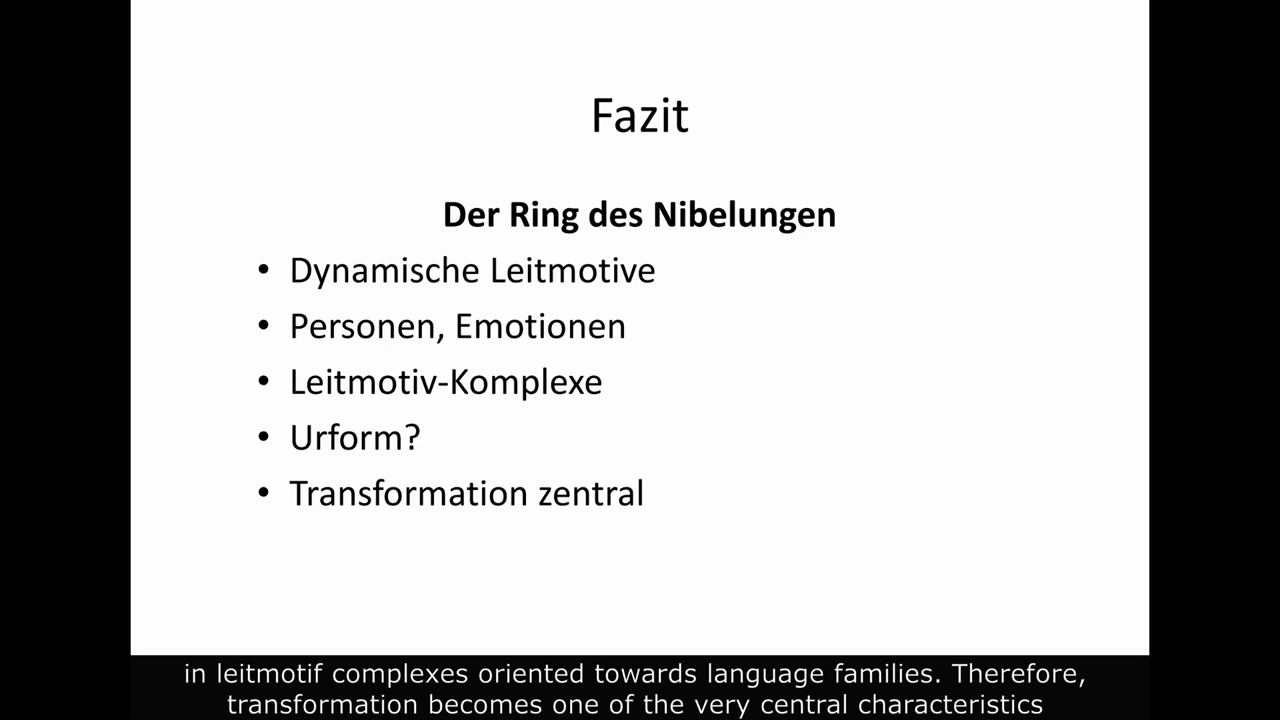 Fazit
Der Ring des Nibelungen
• Dynamische Leitmotive
• Personen, Emotionen
• Leitmotiv-Komplexe
• Urform?
• Transformation zentral
in leitmotif complexes oriented towards language families. Therefore,
transformation becomes one of the very central characteristics